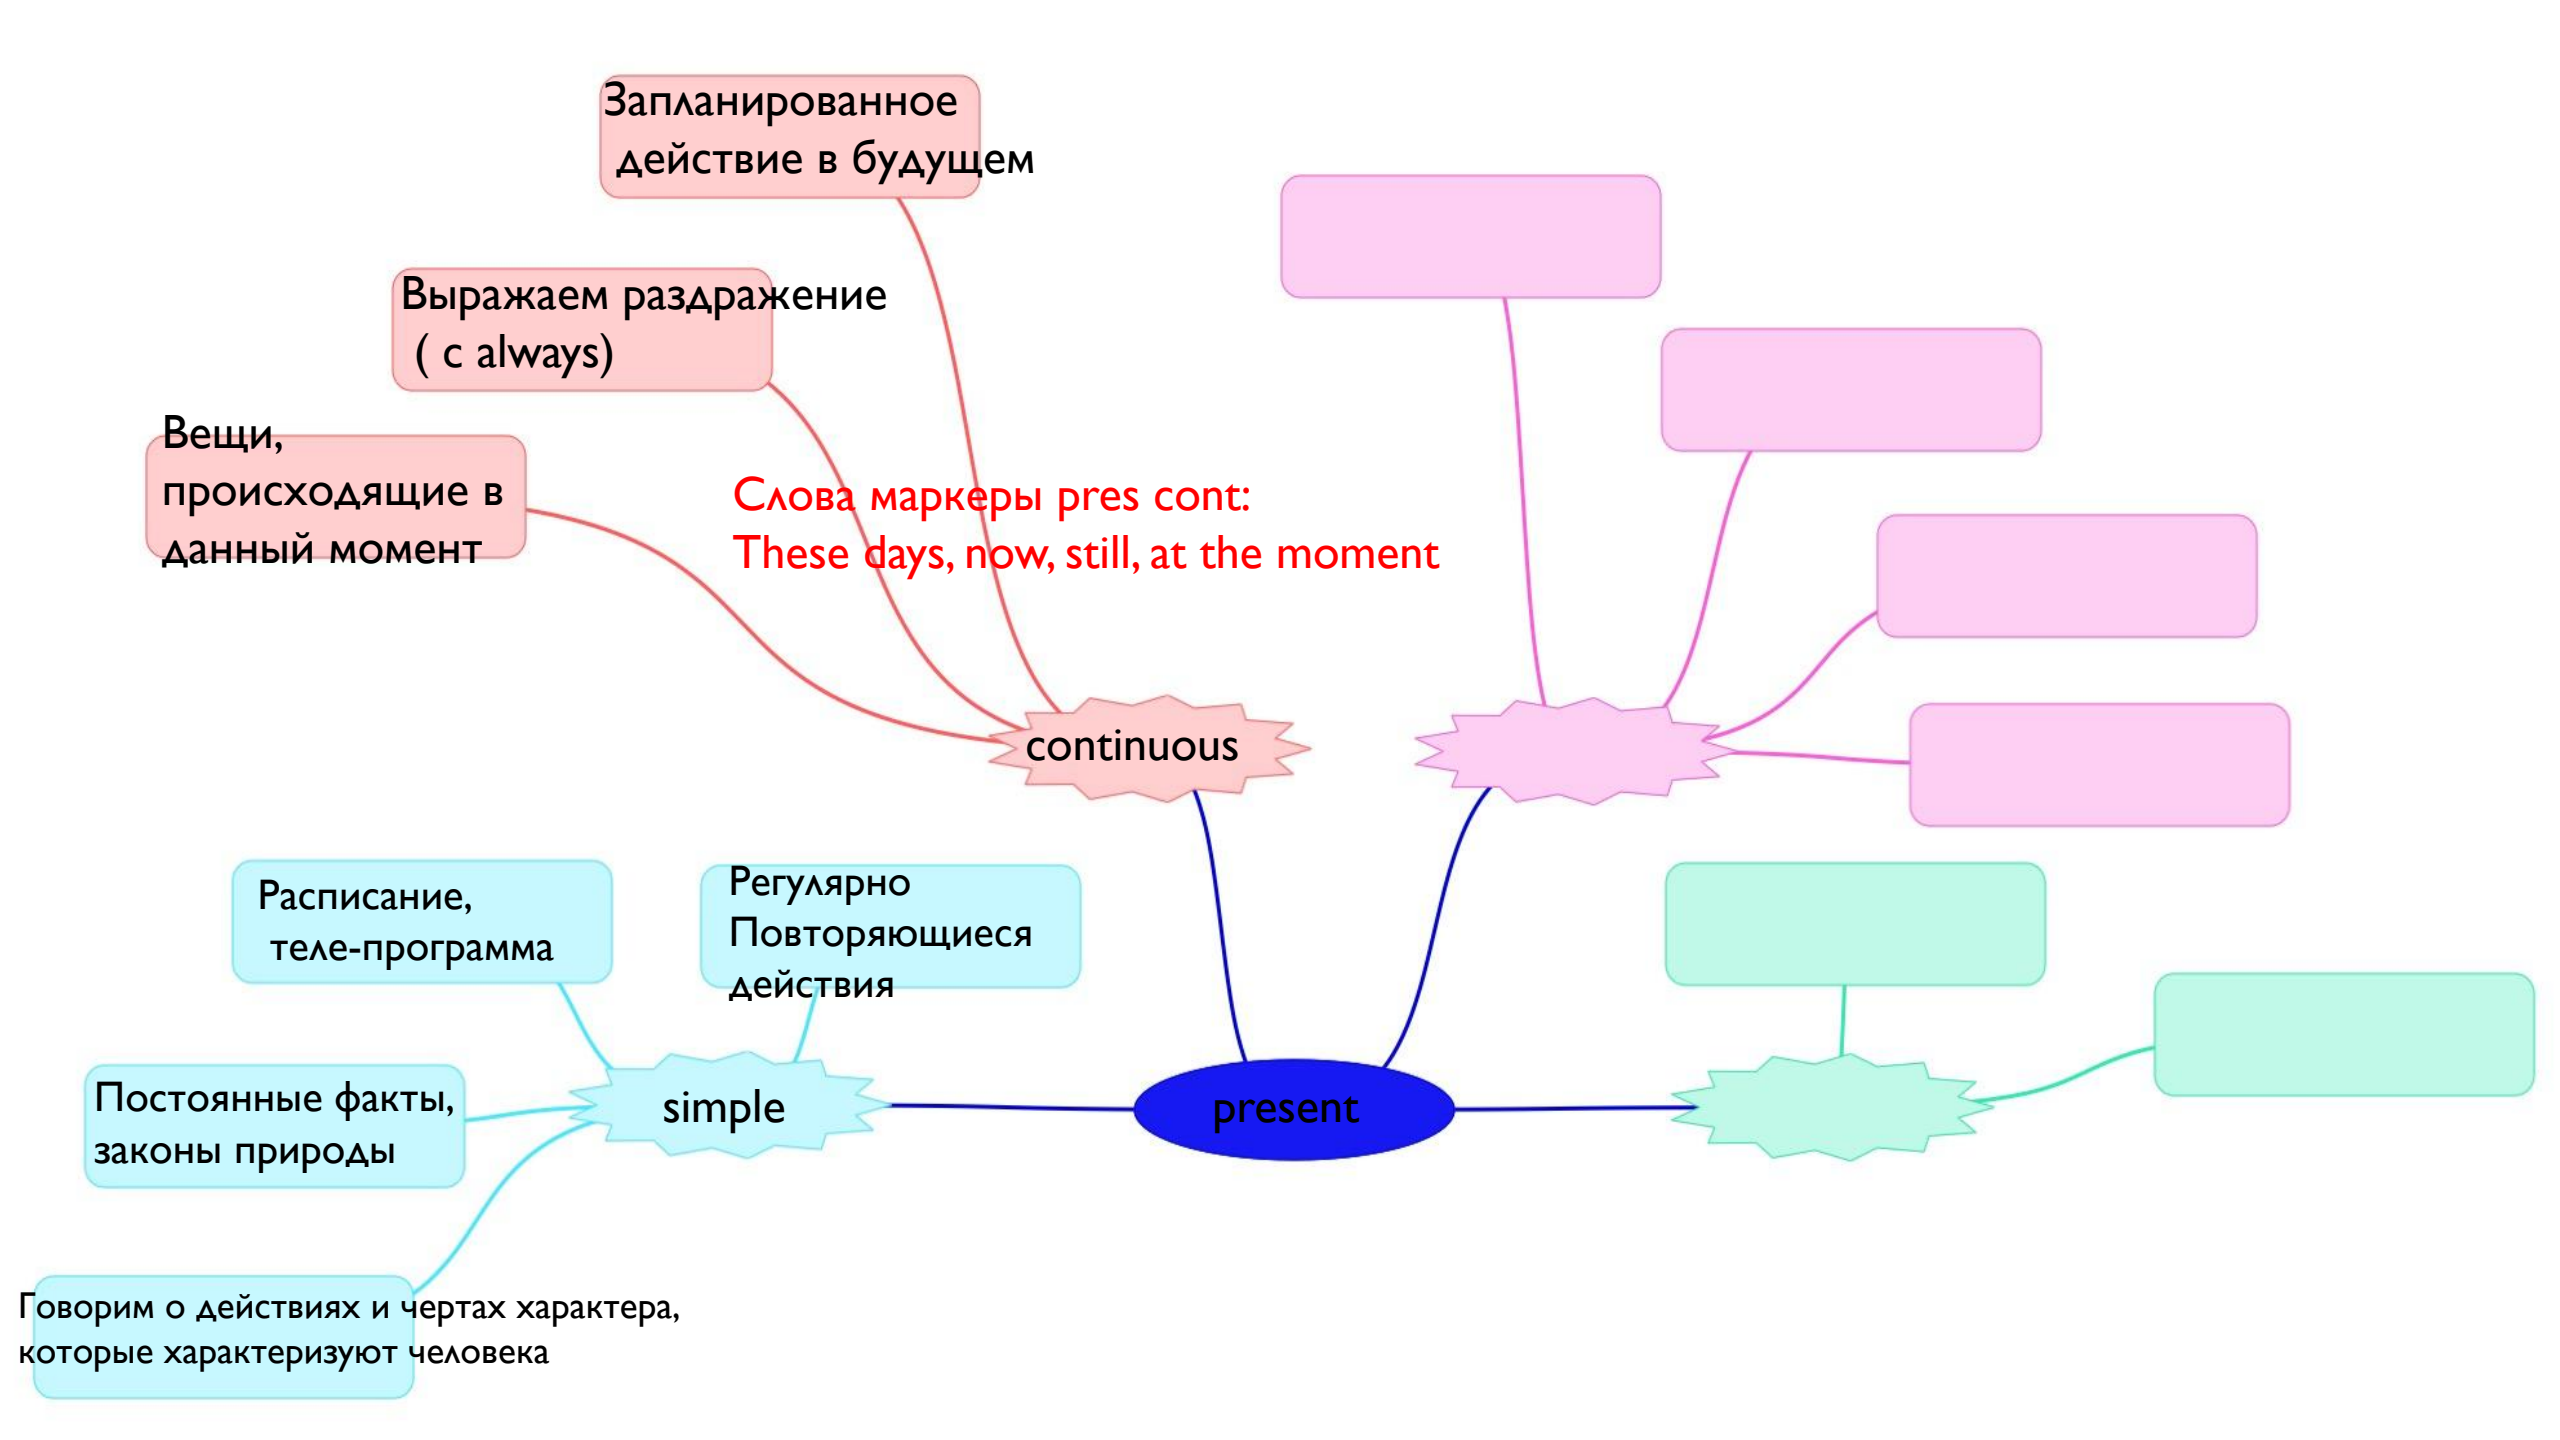 Запланированное
действие в будущем
Выражаем раздражение
( с always)
Вещи,
происходящие в
данный момент
Слова маркеры pres cont:
These days, now, still, at the moment
continuous
Расписание,
теле-программа
Регулярно
Повторяющиеся
действия
Постоянные факты,
законы природы
simple
present
Говорим о действиях и чертах характера,
которые характеризуют человека